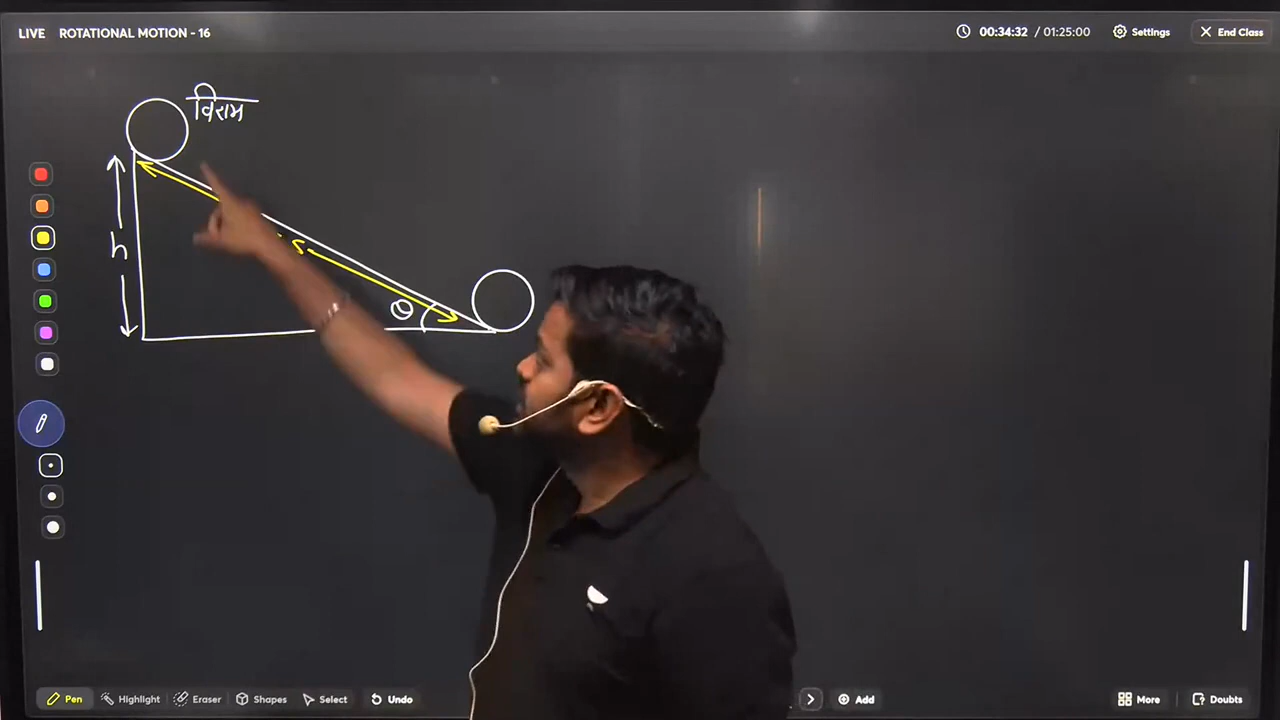 LIVE ROTATIONAL MOTION - 16
00:34:32 / 01:25:00 Settings End Class
विराम
h
θ
Pen Highlight Eraser Shapes Select Undo Add More Doubts